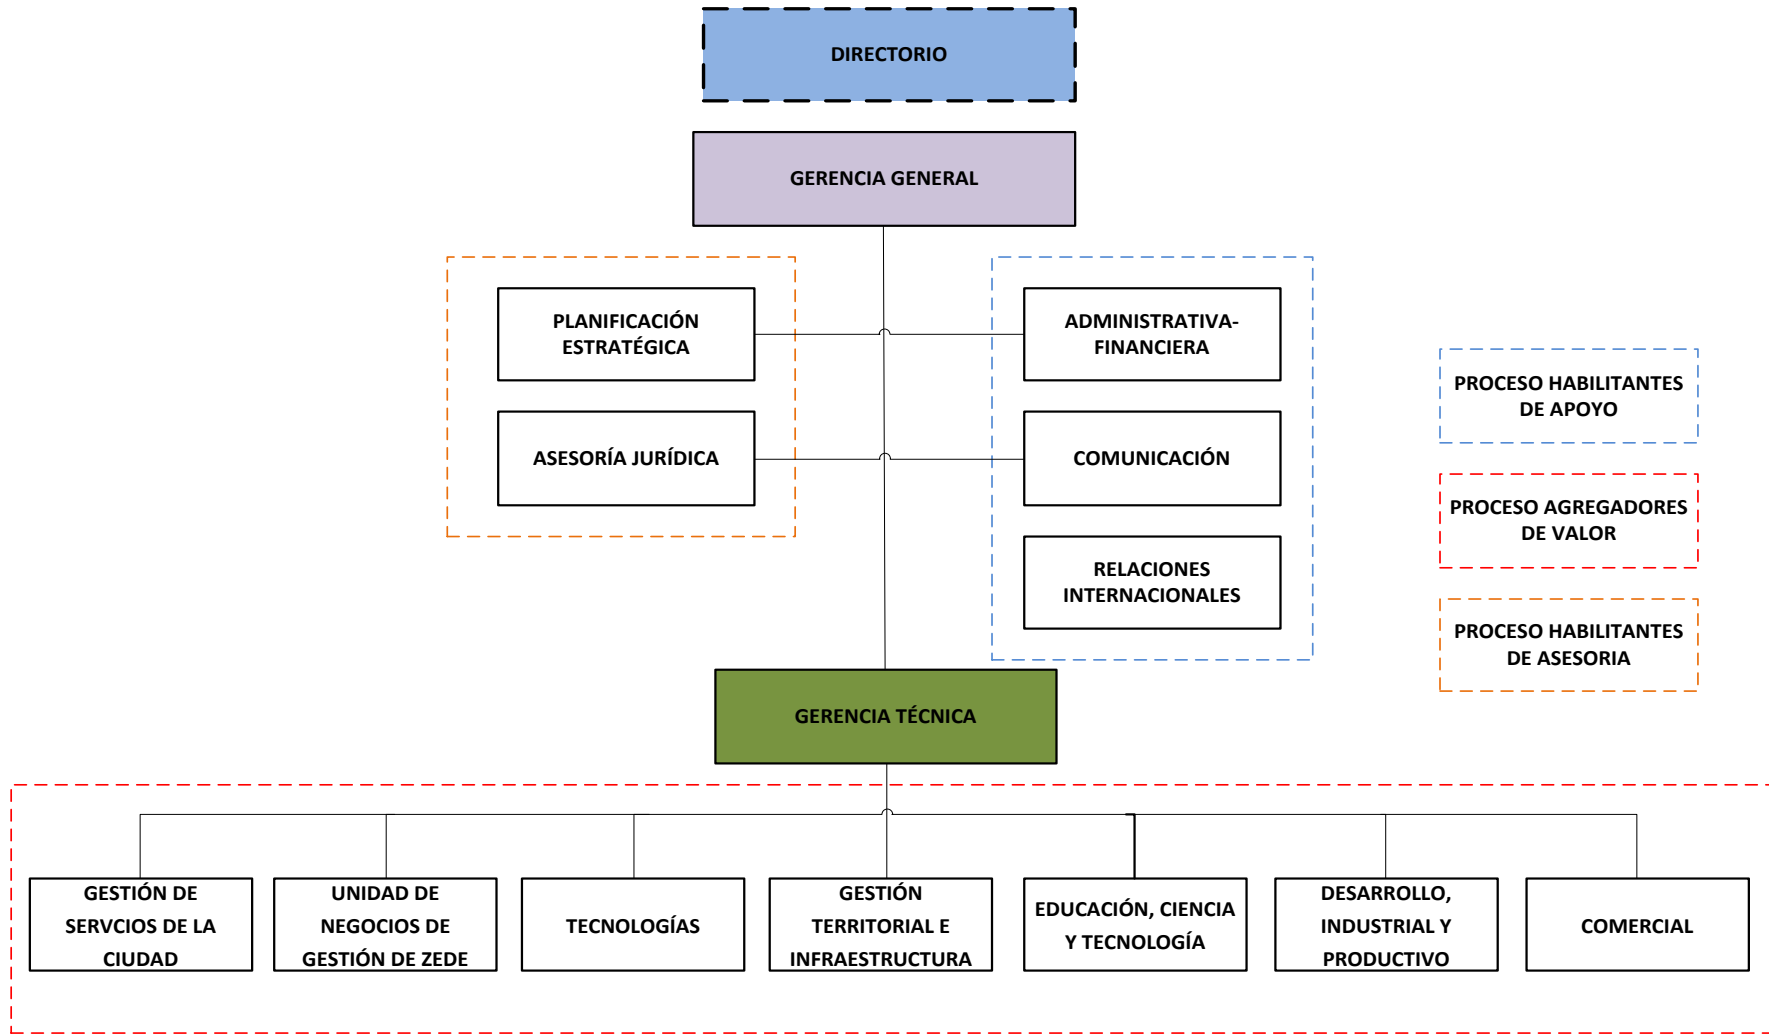 DIRECTORIO
GERENCIA GENERAL
PLANIFICACIÓN
ESTRATÉGICA
ASESORÍA JURÍDICA
ADMINISTRATIVA-
FINANCIERA
COMUNICACIÓN
RELACIONES
INTERNACIONALES
PROCESO HABILITANTES
DE APOYO
PROCESO AGREGADORES
DE VALOR
PROCESO HABILITANTES
DE ASESORIA
GERENCIA TÉCNICA
GESTIÓN DE
SERVCIOS DE LA
CIUDAD
UNIDAD DE
NEGOCIOS DE
GESTIÓN DE ZEDE
TECNOLOGÍAS
GESTIÓN
TERRITORIAL E
INFRAESTRUCTURA
EDUCACIÓN, CIENCIA
Y TECNOLOGÍA
DESARROLLO,
INDUSTRIAL Y
PRODUCTIVO
COMERCIAL